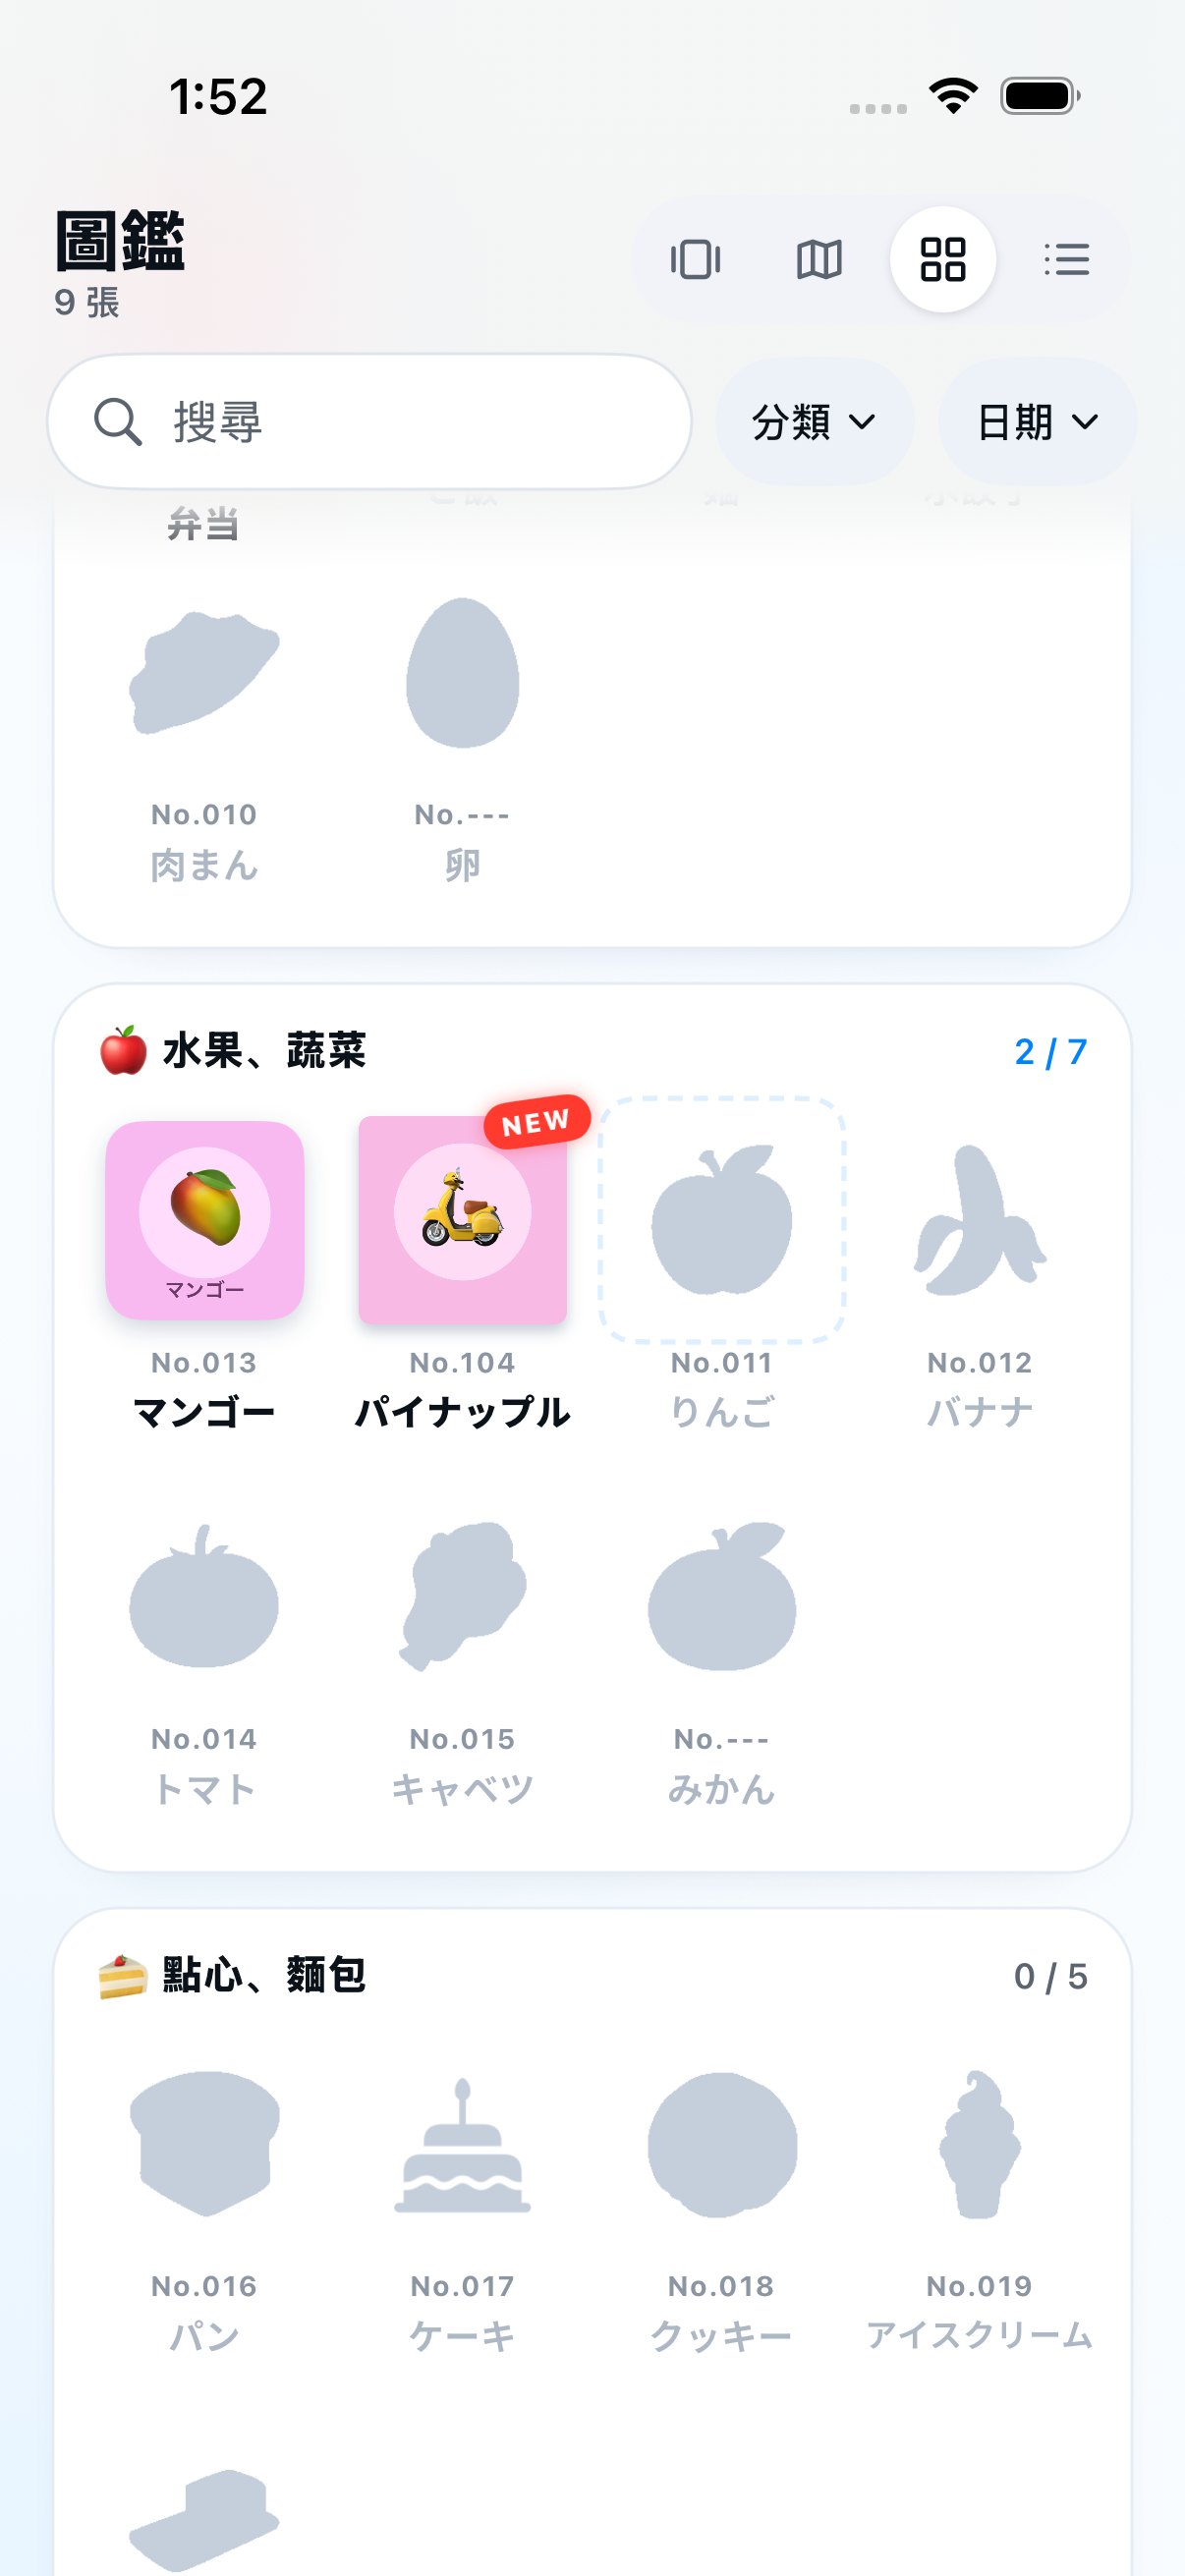 1:52
圖鑑
9 張
搜尋
分類
日期
弁当
No.010
No.---
肉まん
卵
水果、蔬菜
2 / 7
NEW
マンゴー
No.013
No.104
No.011
No.012
マンゴー
パイナップル
りんご
バナナ
No.014
No.015
No.---
トマト
キャベツ
みかん
點心、麵包
0 / 5
No.016
No.017
No.018
No.019
パン
ケーキ
クッキー
アイスクリーム